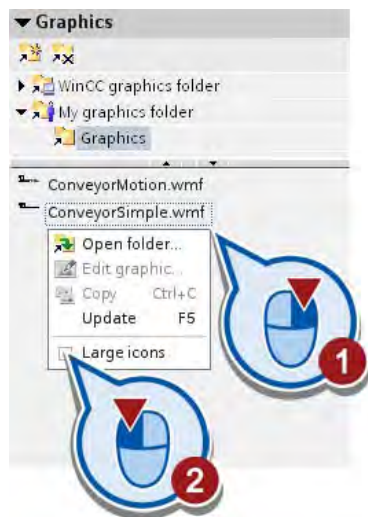 Graphics
WinCC graphics folder
My graphics folder
Graphics
ConveyorMotion.wmf
ConveyorSimple.wmf
Open folder...
Edit graphic...
Copy Ctrl+C
Update F5
Large icons
1
2